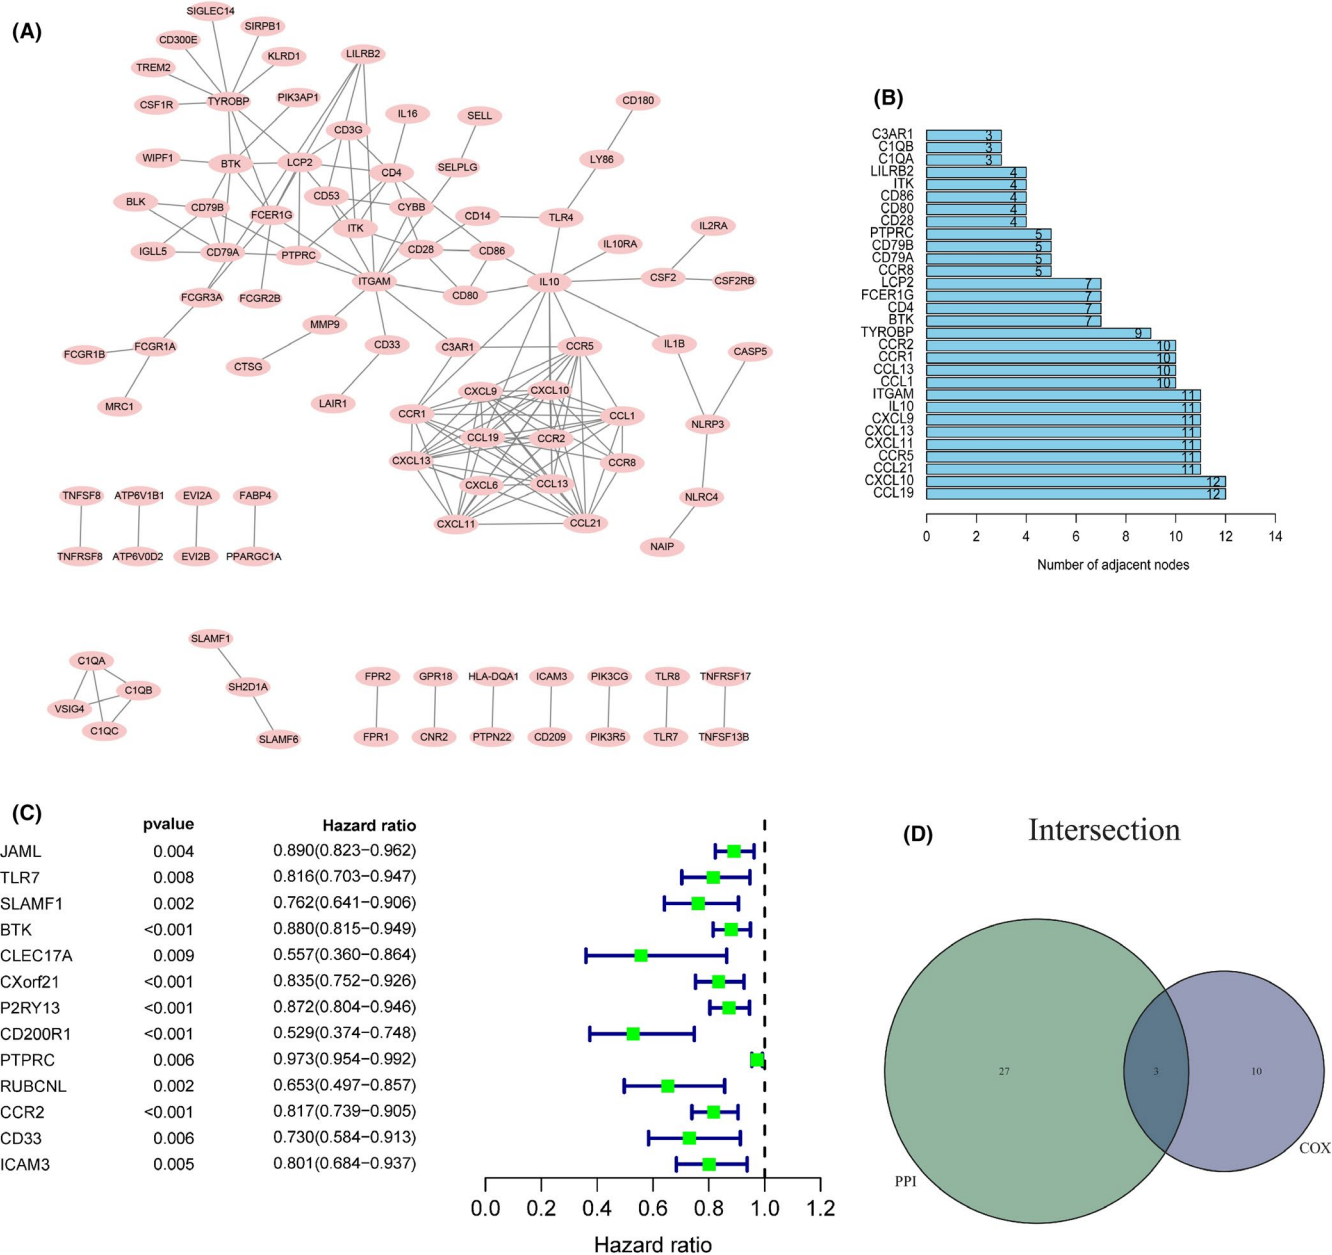 (A)
SIGLEC14
SIRPB1
CD300E
KLRD1
LILRB2
TREM2
CSF1R
TYROBP
PIK3AP1
IL16
SELL
CD180
CD3G
WIPF1
BTK
LCP2
CD4
SELPLG
LY86
BLK
CD79B
FCER1G
CD53
CYBB
CD14
TLR4
ITK
IL2RA
IGLL5
CD79A
PTPRC
CD28
CD86
IL10RA
ITGAM
IL10
CSF2
CSF2RB
FCGR3A
FCGR2B
CD80
MMP9
FCGR1B
FCGR1A
CTSG
CD33
C3AR1
CCR5
IL1B
CASP5
MRC1
LAIR1
CXCL9
CXCL10
CCR1
CCL1
NLRP3
CCL19
CCR2
CXCL13
CCR8
CXCL6
CCL13
NLRC4
CXCL11
CCL21
NAIP
TNFSF8
ATP6V1B1
EVI2A
FABP4
TNFRSF8
ATP6V0D2
EVI2B
PPARGC1A
SLAMF1
C1QA
C1QB
SH2D1A
VSIG4
C1QC
SLAMF6
FPR2
GPR18
HLA-DQA1
ICAM3
PIK3CG
TLR8
TNFRSF17
FPR1
CNR2
PTPN22
CD209
PIK3R5
TLR7
TNFSF13B
(B)
C3AR1 3
C1QB 3
C1QA 3
LILRB2 4
ITK 4
CD86 4
CD80 4
CD28 4
PTPRC 5
CD79B 5
CD79A 5
CCR8 5
LCP2 7
FCER1G 7
CD4 7
BTK 7
TYROBP 9
CCR2 10
CCR1 10
CCL13 10
CCL1 10
ITGAM 11
IL10 11
CXCL9 11
CXCL13 11
CXCL11 11
CCR5 11
CCL21 11
CXCL10 12
CCL19 12
0 2 4 6 8 10 12 14
Number of adjacent nodes
(C)
pvalue Hazard ratio
JAML 0.004 0.890(0.823−0.962)
TLR7 0.008 0.816(0.703−0.947)
SLAMF1 0.002 0.762(0.641−0.906)
BTK <0.001 0.880(0.815−0.949)
CLEC17A 0.009 0.557(0.360−0.864)
CXorf21 <0.001 0.835(0.752−0.926)
P2RY13 <0.001 0.872(0.804−0.946)
CD200R1 <0.001 0.529(0.374−0.748)
PTPRC 0.006 0.973(0.954−0.992)
RUBCNL 0.002 0.653(0.497−0.857)
CCR2 <0.001 0.817(0.739−0.905)
CD33 0.006 0.730(0.584−0.913)
ICAM3 0.005 0.801(0.684−0.937)
0.0 0.2 0.4 0.6 0.8 1.0 1.2
Hazard ratio
(D)
Intersection
27
3
10
COX
PPI